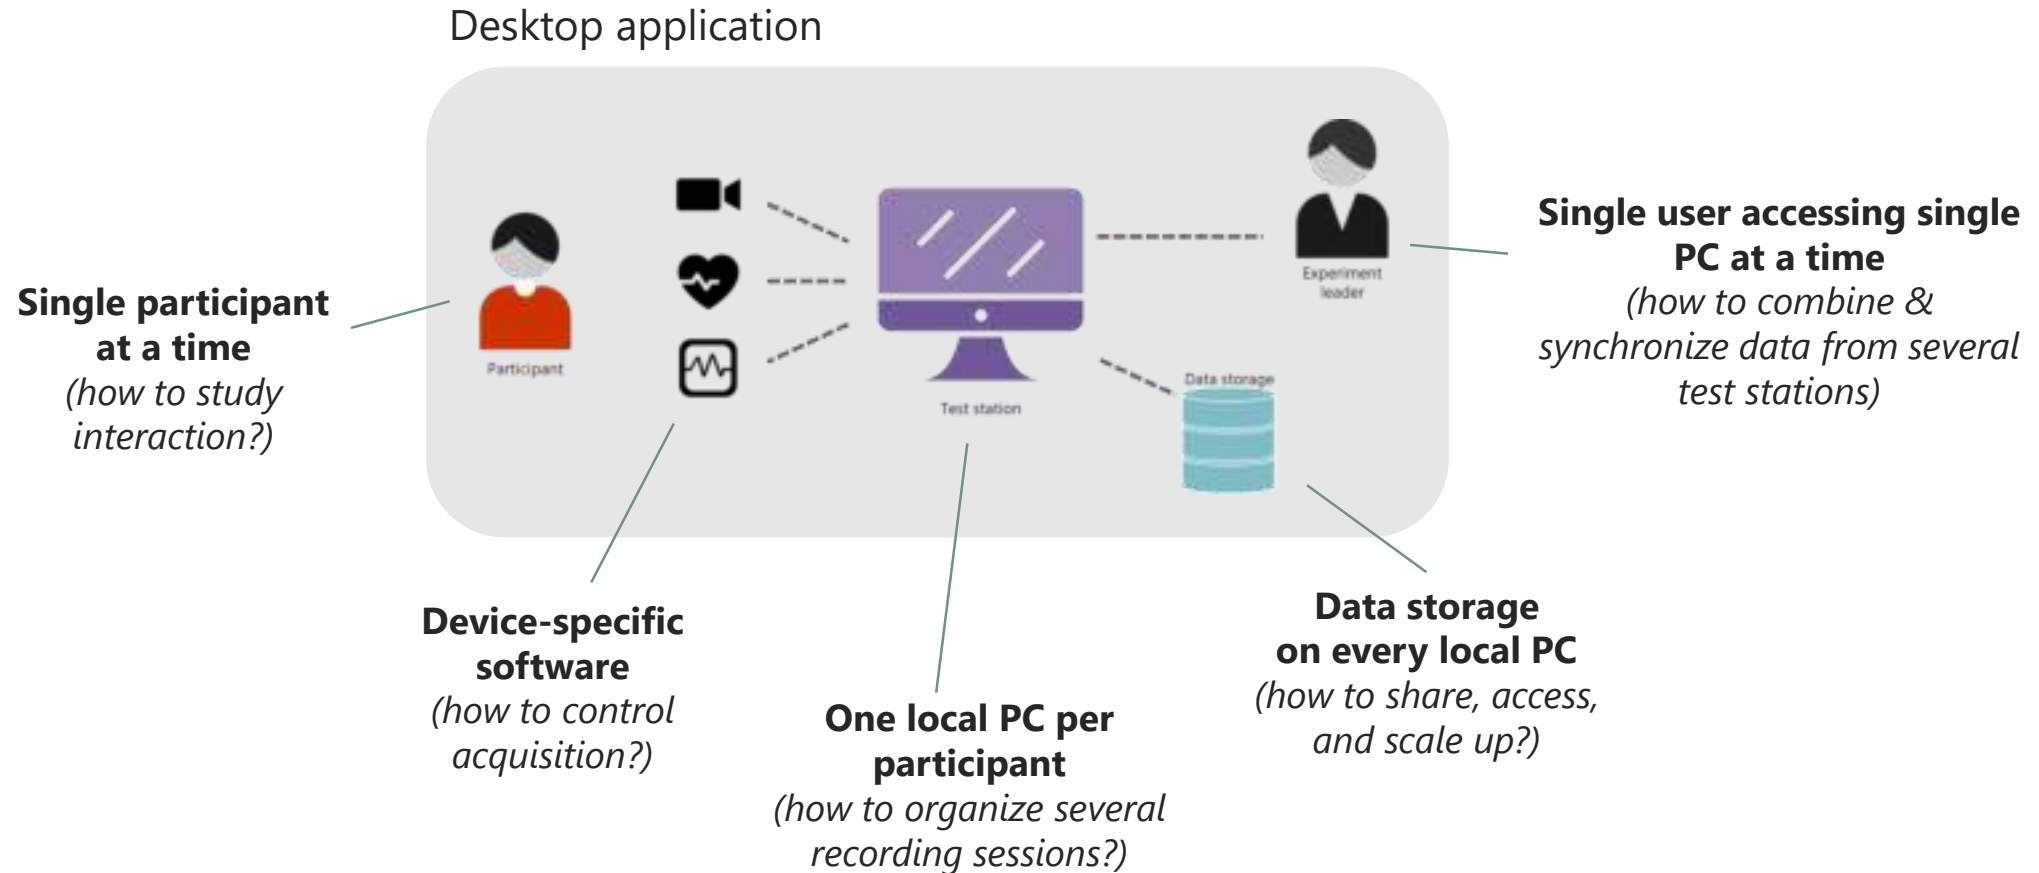 Desktop application
Single participant
at a time
(how to study
interaction?)
Participant
Test station
Experiment
leader
Data storage
Single user accessing single
PC at a time
(how to combine &
synchronize data from several
test stations)
Device-specific
software
(how to control
acquisition?)
One local PC per
participant
(how to organize several
recording sessions?)
Data storage
on every local PC
(how to share, access,
and scale up?)